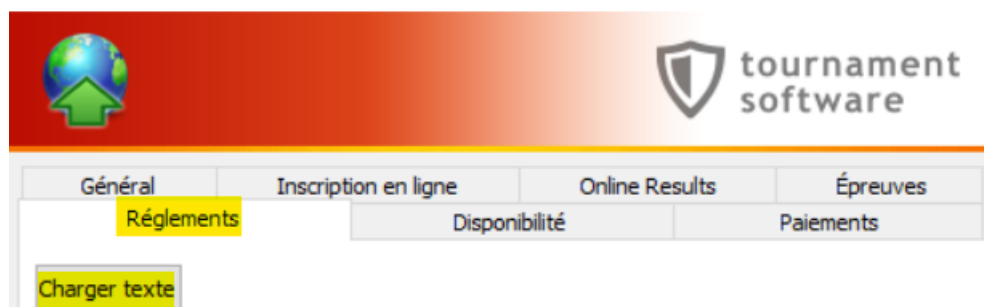 tournament
software
Général Inscription en ligne Online Results Épreuves
Réglements Disponibilité Paiements
Charger texte